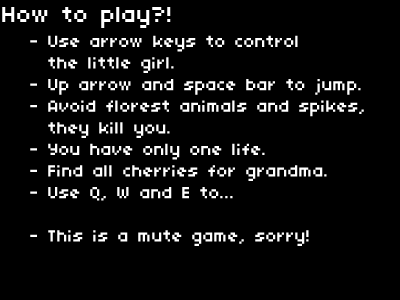 How to play?!
- Use arrow keys to control
the little girl.
- Up arrow and space bar to jump.
- Avoid florest animals and spikes,
they kill you.
- You have only one life.
- Find all cherries for grandma.
- Use Q, W and E to...
- This is a mute game, sorry!